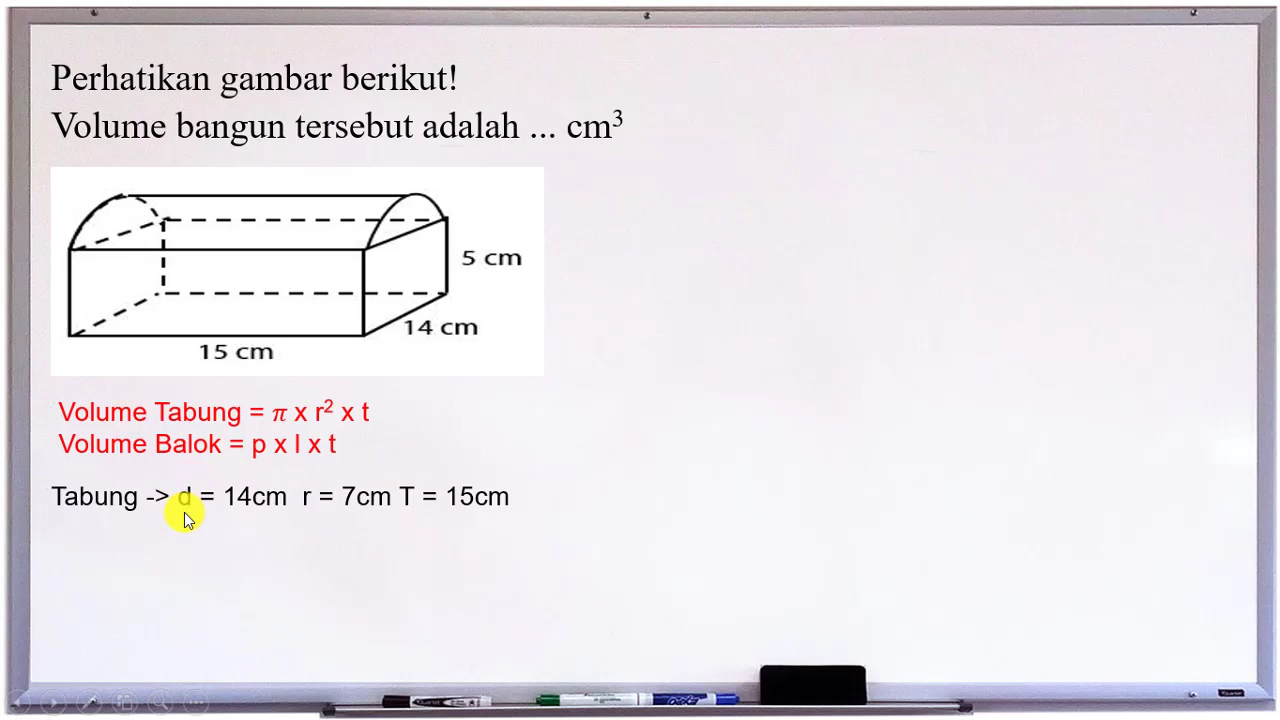 Perhatikan gambar berikut!
Volume bangun tersebut adalah ... cm³
5 cm
14 cm
15 cm
Volume Tabung = π x r² x t
Volume Balok = p x l x t
Tabung -> d = 14cm r = 7cm T = 15cm